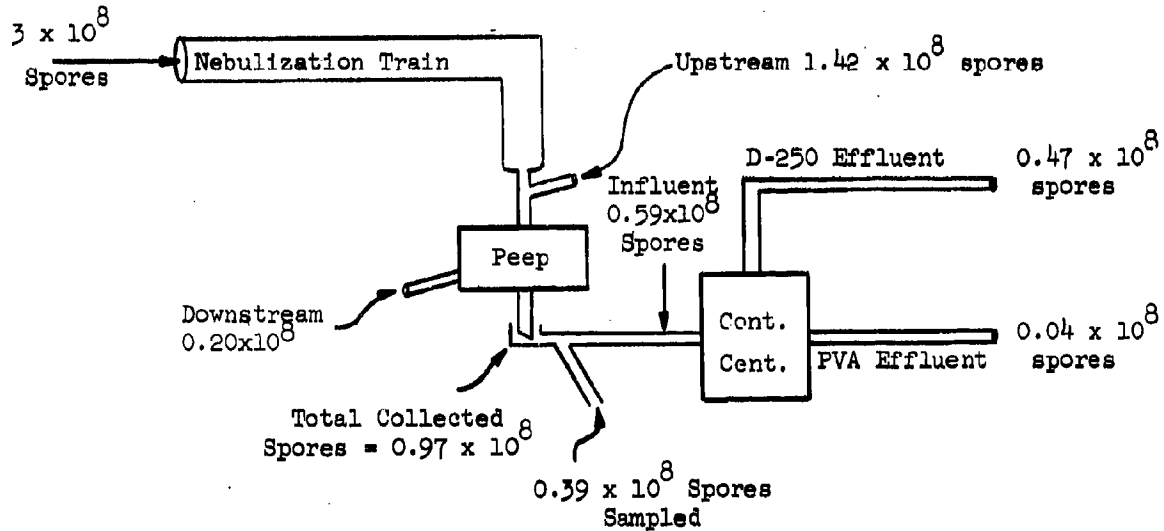 3 x 10^8
Spores
Nebulization Train
Upstream 1.42 x 10^8 spores
D-250 Effluent
0.47 x 10^8
spores
Influent
0.59x10^8
Spores
Peep
Downstream
0.20x10^8
Cont.
Cent.
0.04 x 10^8
spores
PVA Effluent
Total Collected
Spores = 0.97 x 10^8
0.39 x 10^8 Spores
Sampled